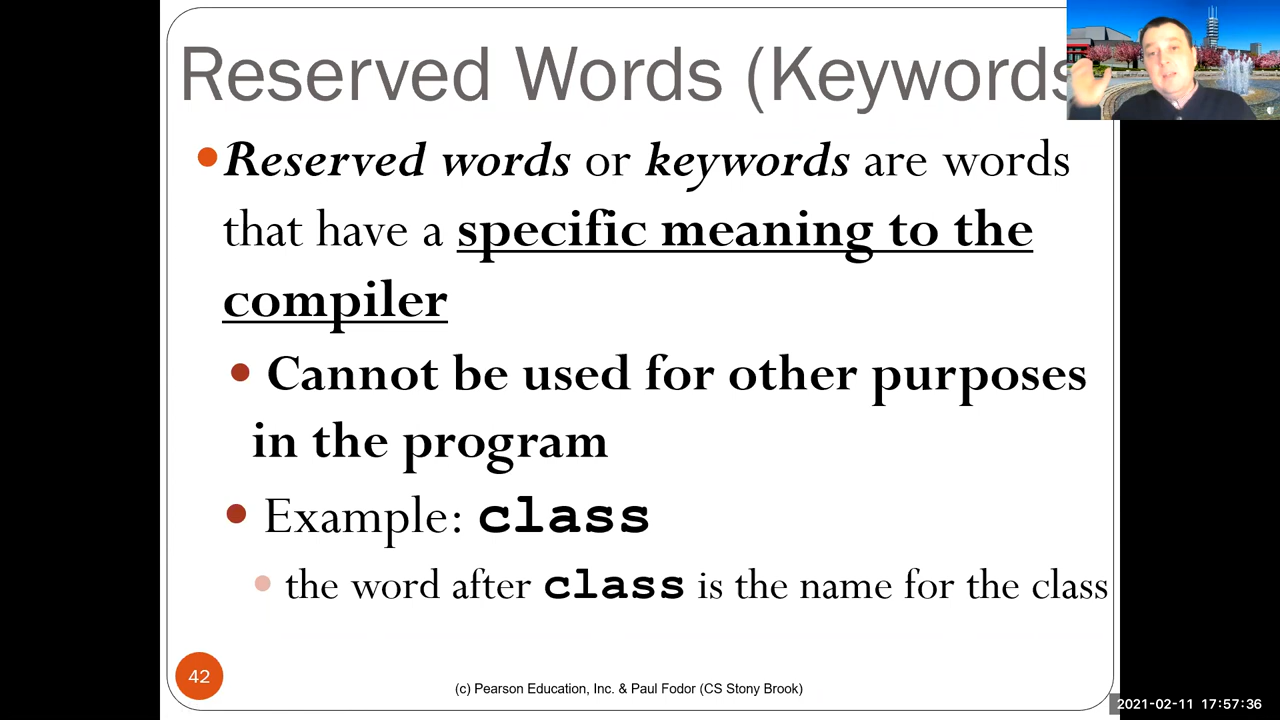 Reserved Words (Keywords
Reserved words or keywords are words
that have a specific meaning to the
compiler
Cannot be used for other purposes
in the program
Example: class
the word after class is the name for the class
42
(c) Pearson Education, Inc. & Paul Fodor (CS Stony Brook)
2021-02-11 17:57:36